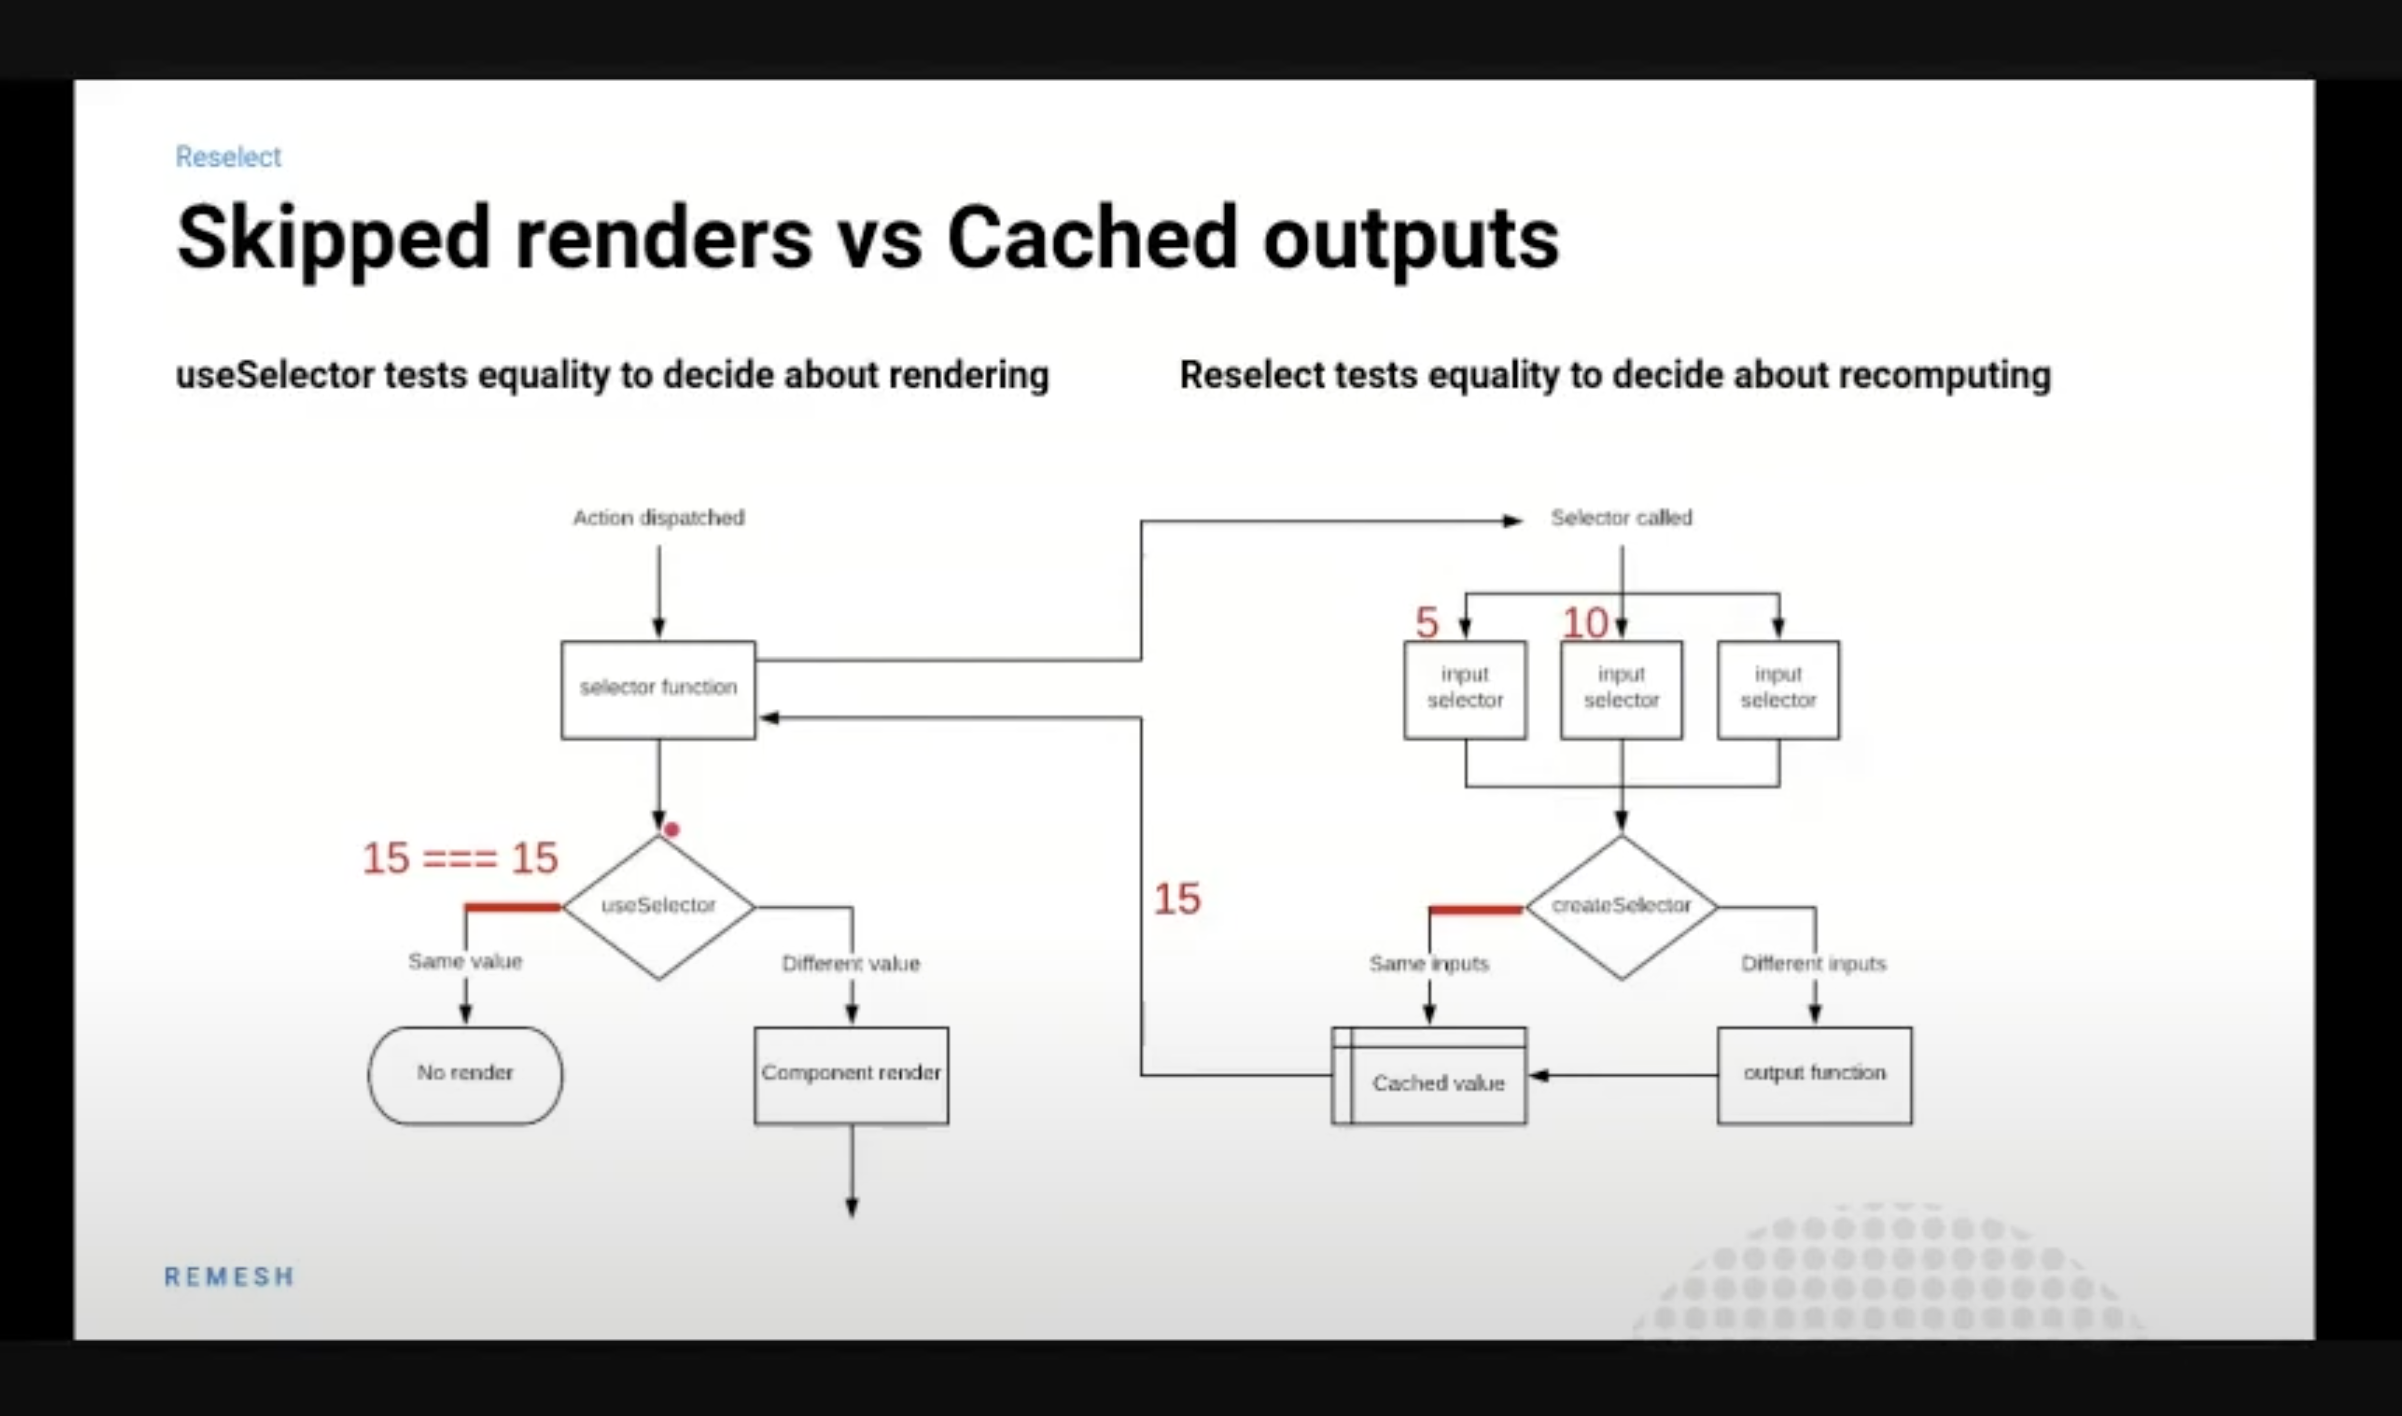 Reselect
Skipped renders vs Cached outputs
useSelector tests equality to decide about rendering
Reselect tests equality to decide about recomputing
Action dispatched
selector function
15 === 15
useSelector
Same value
Different value
No render
Component render
Selector called
5
10
input
selector
input
selector
input
selector
15
createSelector
Same inputs
Different inputs
Cached value
output function
REMESH